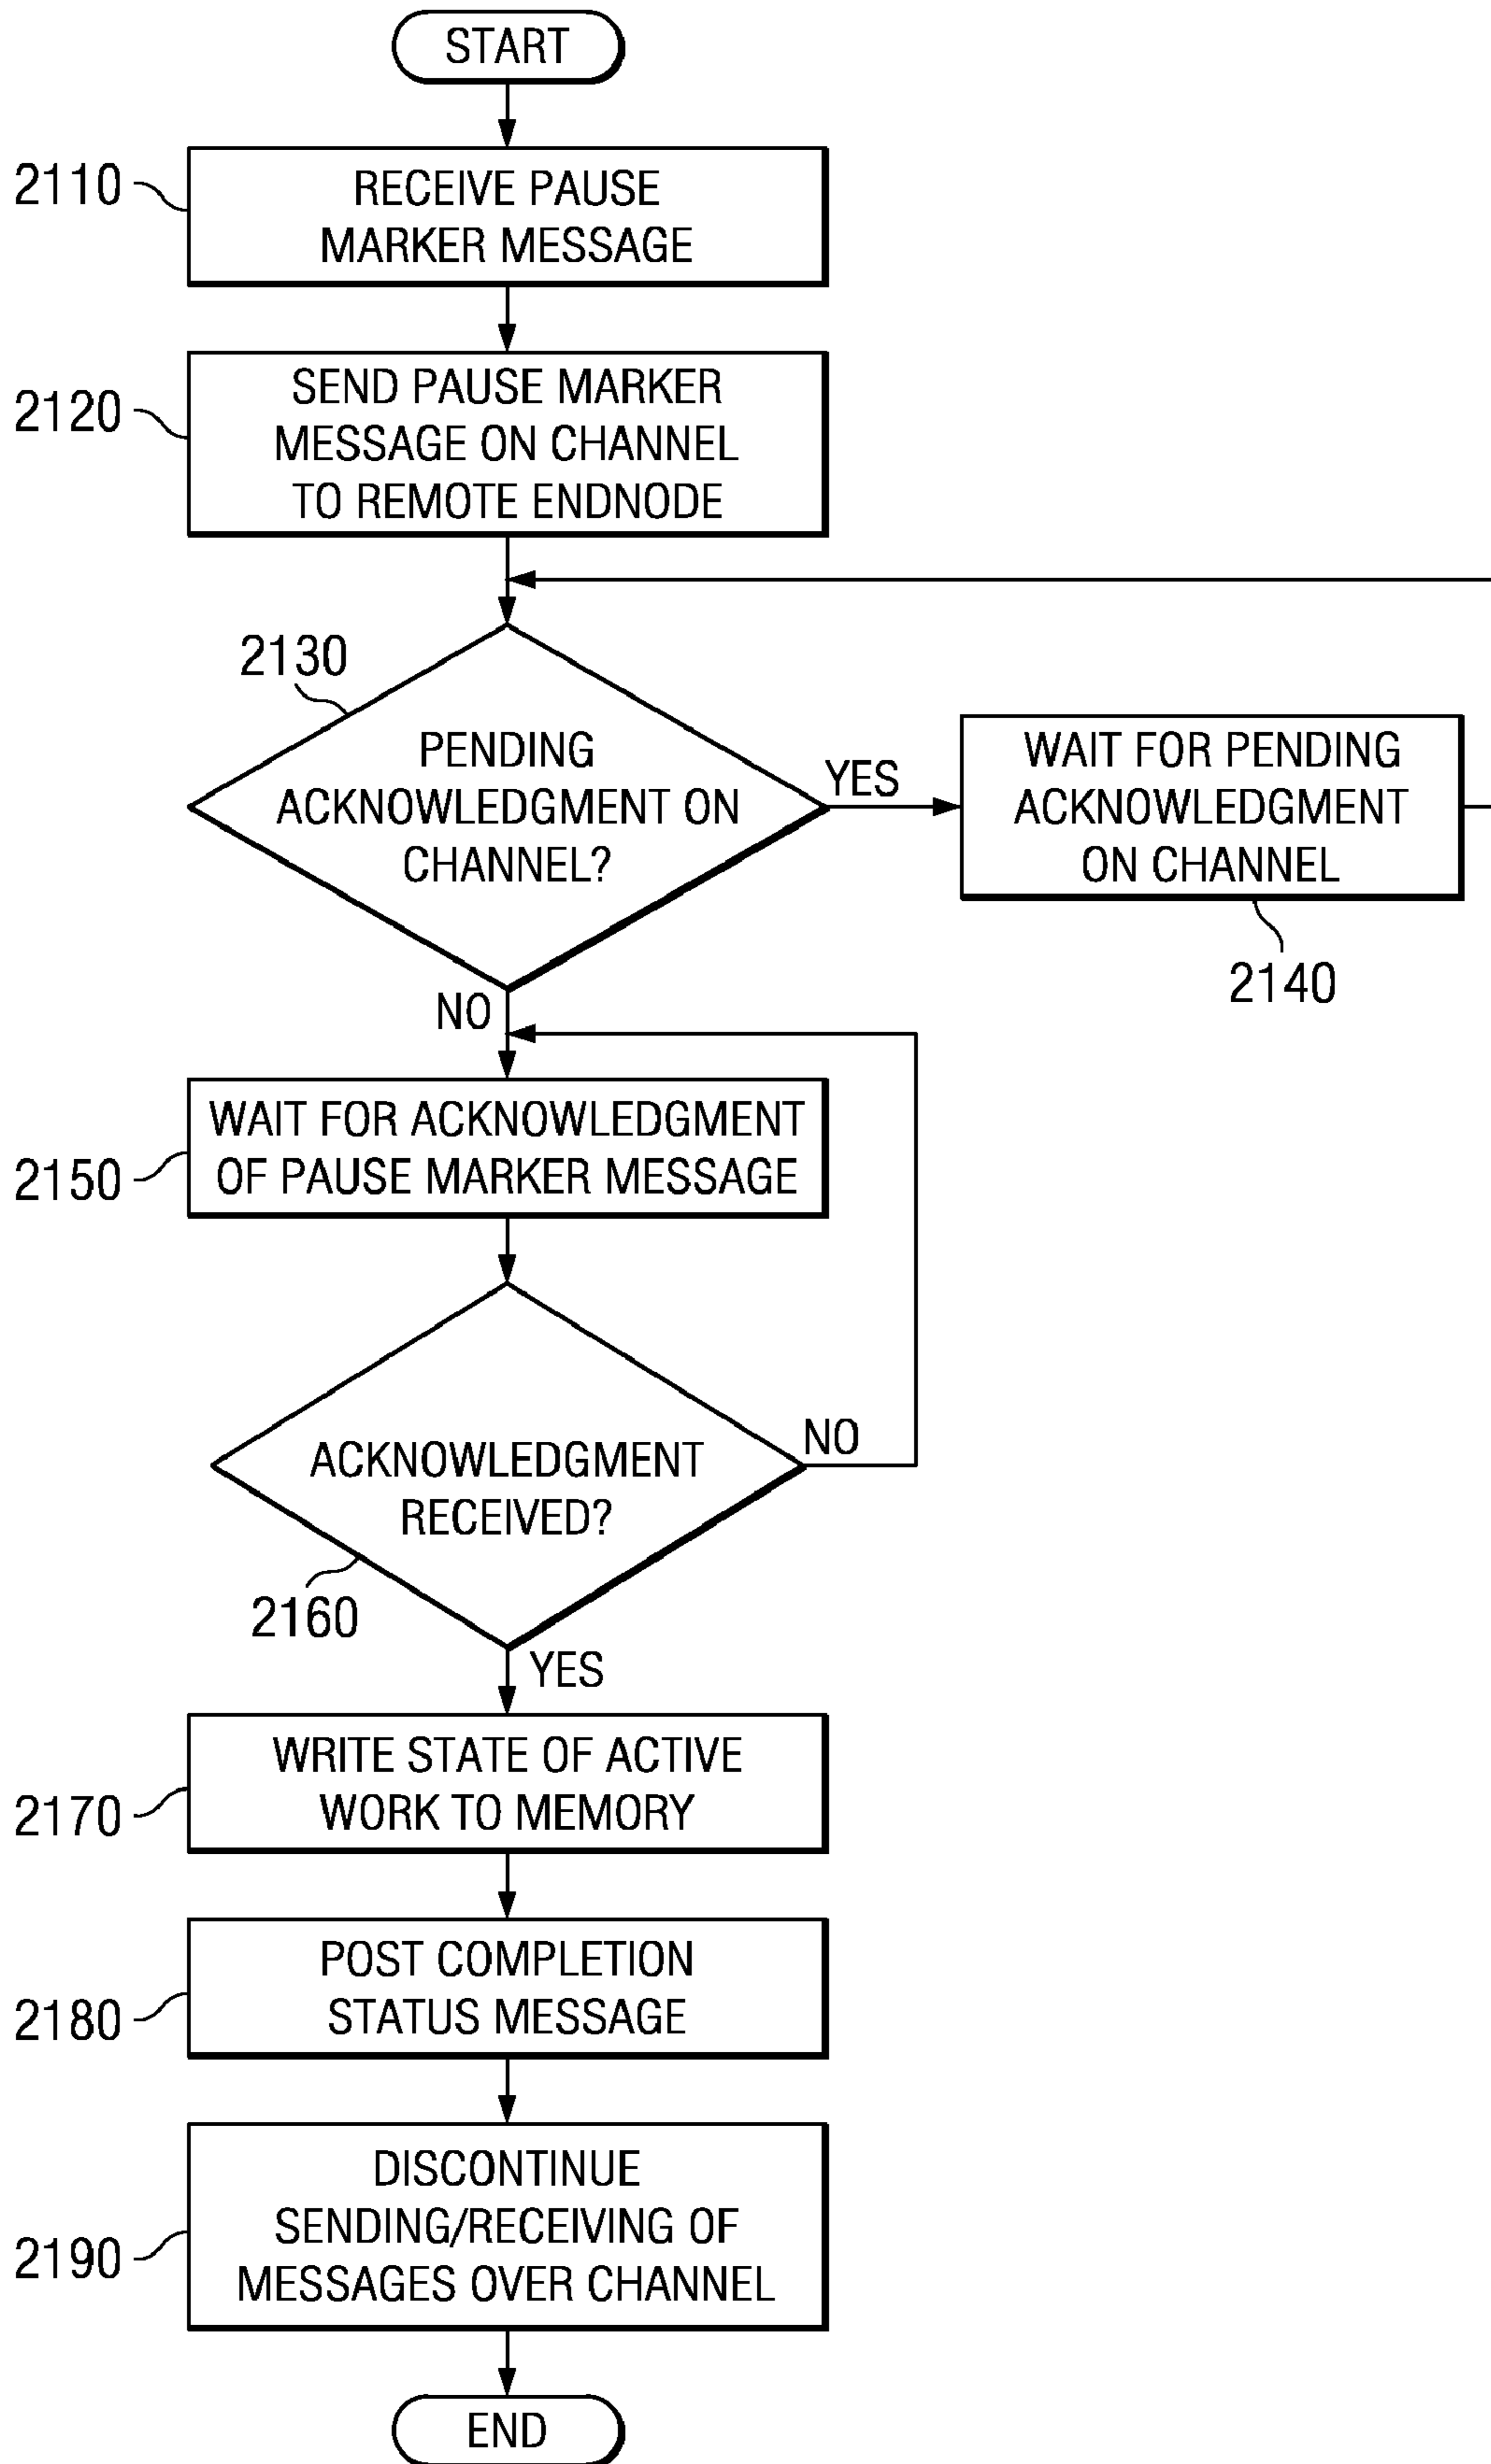 START
2110
RECEIVE PAUSE
MARKER MESSAGE
2120
SEND PAUSE MARKER
MESSAGE ON CHANNEL
TO REMOTE ENDNODE
2130
PENDING
ACKNOWLEDGMENT ON
CHANNEL?
YES
WAIT FOR PENDING
ACKNOWLEDGMENT
ON CHANNEL
2140
NO
2150
WAIT FOR ACKNOWLEDGMENT
OF PAUSE MARKER MESSAGE
ACKNOWLEDGMENT
RECEIVED?
NO
2160
YES
2170
WRITE STATE OF ACTIVE
WORK TO MEMORY
2180
POST COMPLETION
STATUS MESSAGE
2190
DISCONTINUE
SENDING/RECEIVING OF
MESSAGES OVER CHANNEL
END